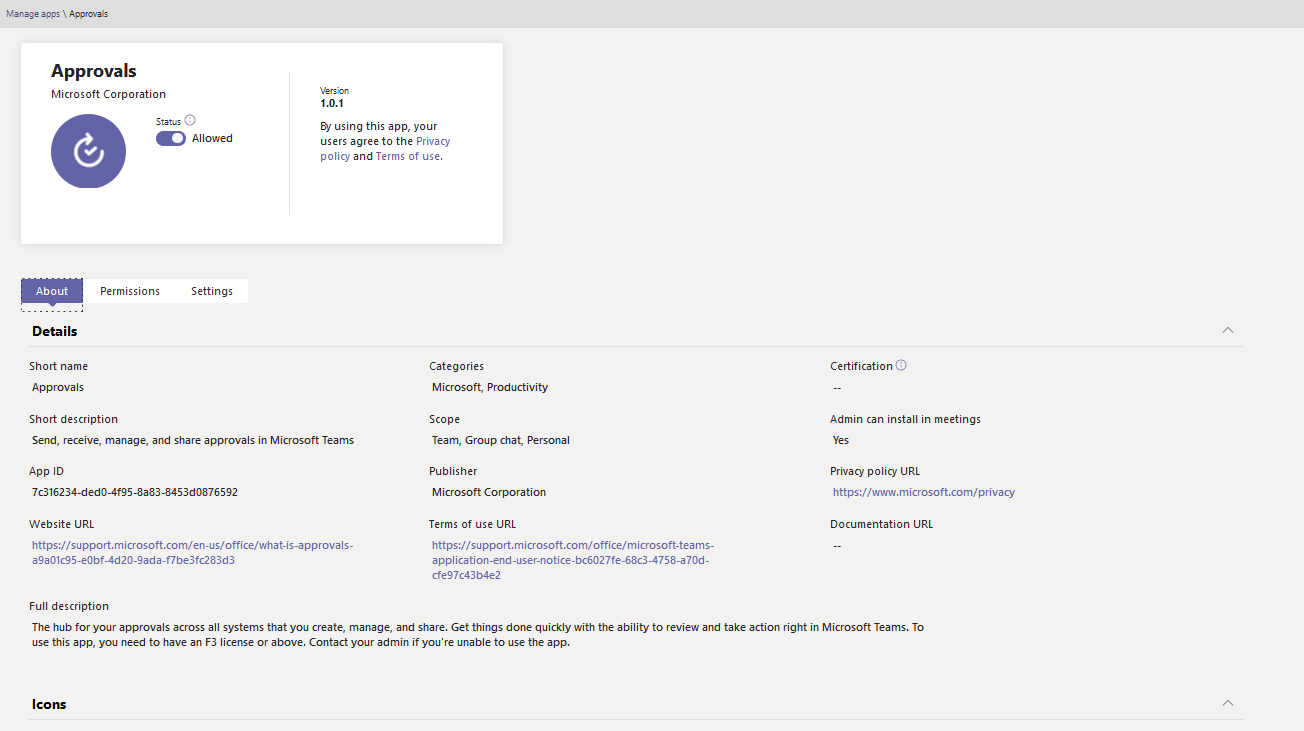 Manage apps \ Approvals
Approvals
Microsoft Corporation
Status
Allowed
Version
1.0.1
By using this app, your
users agree to the Privacy
policy and Terms of use.
About
Permissions
Settings
Details
Short name
Approvals
Categories
Microsoft, Productivity
Certification
--
Short description
Send, receive, manage, and share approvals in Microsoft Teams
Scope
Team, Group chat, Personal
Admin can install in meetings
Yes
App ID
7c316234-ded0-4f95-8a83-8453d0876592
Publisher
Microsoft Corporation
Privacy policy URL
https://www.microsoft.com/privacy
Website URL
https://support.microsoft.com/en-us/office/what-is-approvals-
a9a01c95-e0bf-4d20-9ada-f7be3fc283d3
Terms of use URL
https://support.microsoft.com/office/microsoft-teams-
application-end-user-notice-bc6027fe-68c3-4758-a70d-
cfe97c43b4e2
Documentation URL
--
Full description
The hub for your approvals across all systems that you create, manage, and share. Get things done quickly with the ability to review and take action right in Microsoft Teams. To
use this app, you need to have an F3 license or above. Contact your admin if you're unable to use the app.
Icons